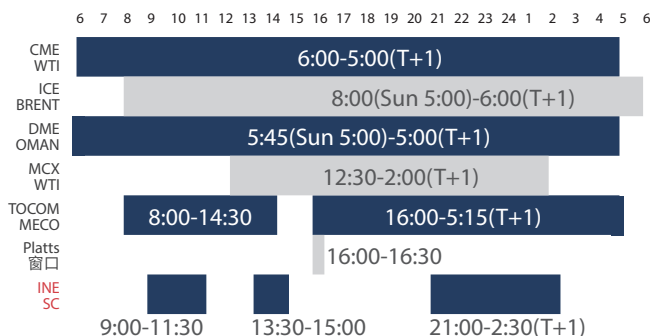 6 7 8 9 10 11 12 13 14 15 16 17 18 19 20 21 22 23 24 1 2 3 4 5 6
CME
WTI
6:00-5:00(T+1)
ICE
BRENT
8:00(Sun 5:00)-6:00(T+1)
DME
OMAN
5:45(Sun 5:00)-5:00(T+1)
MCX
WTI
12:30-2:00(T+1)
TOCOM
MECO
8:00-14:30
16:00-5:15(T+1)
Platts
窗口
16:00-16:30
INE
SC
9:00-11:30
13:30-15:00
21:00-2:30(T+1)